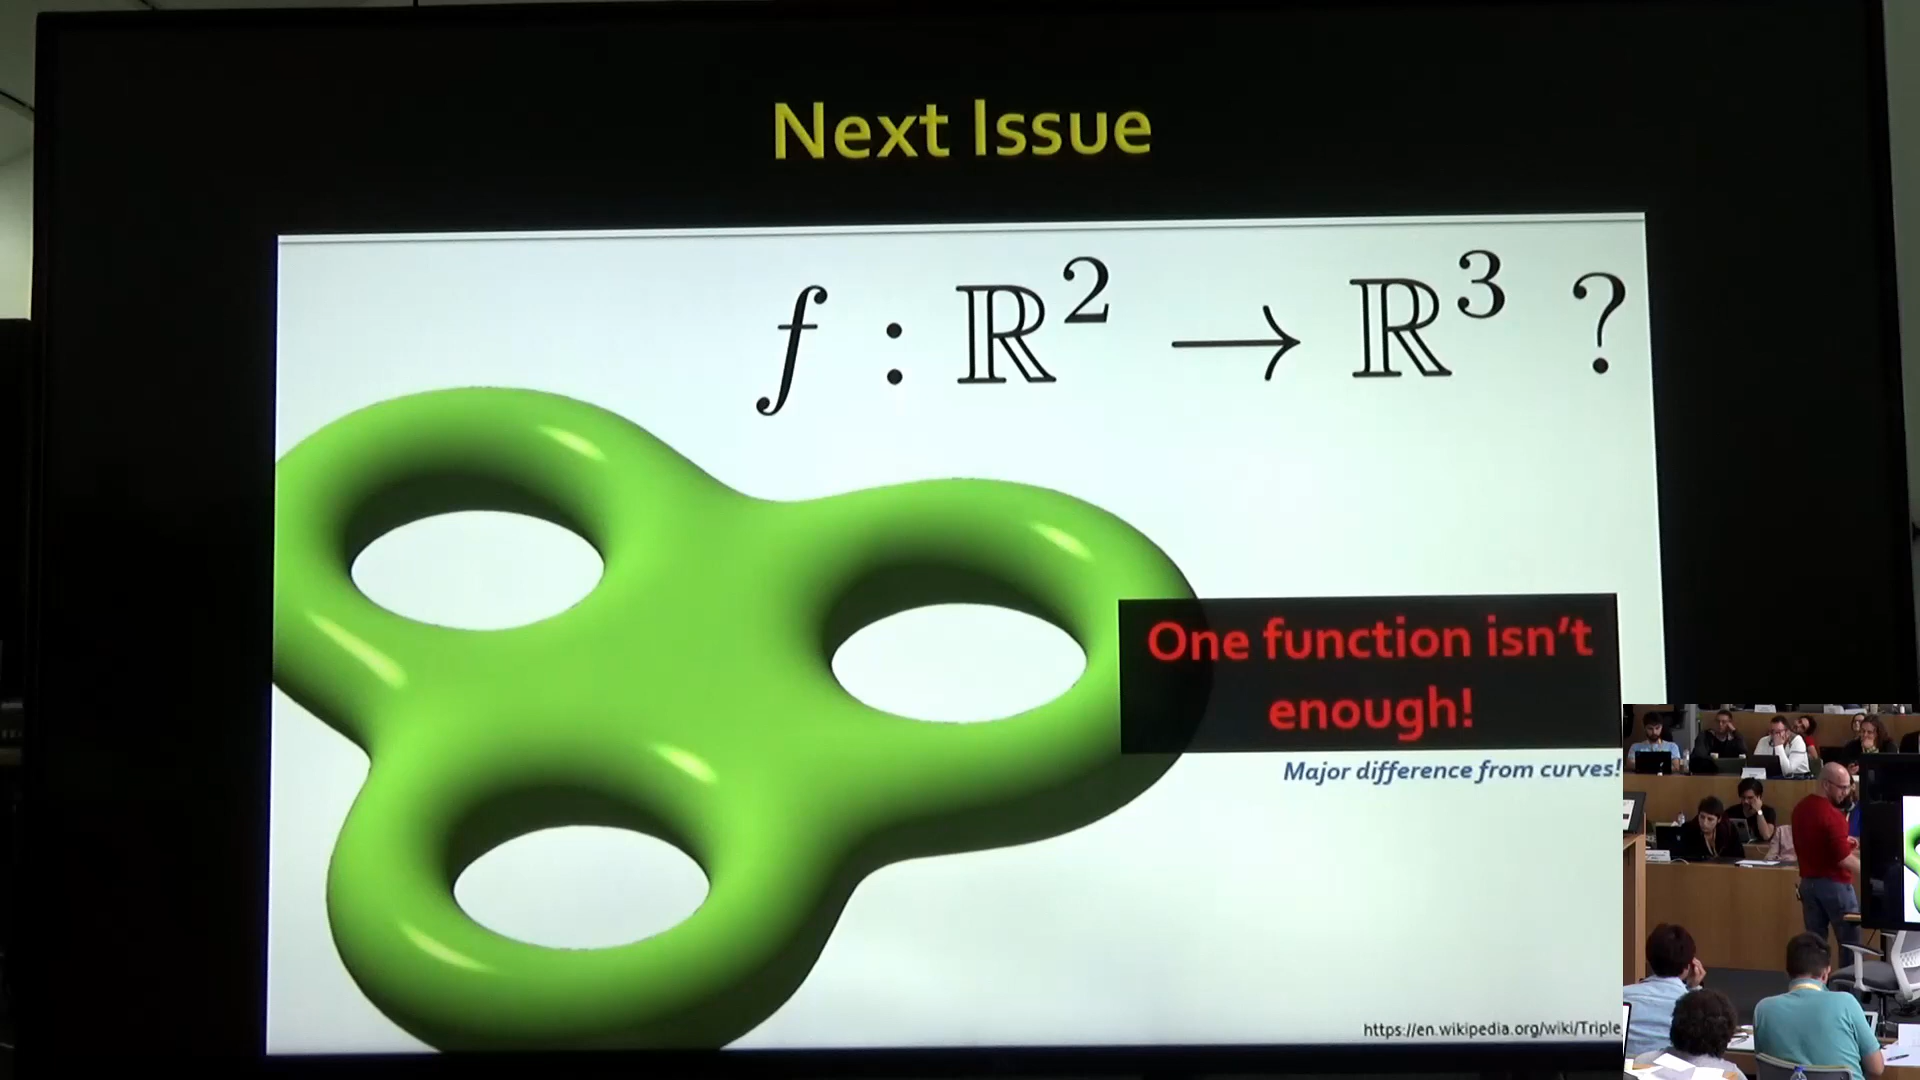 Next Issue
f : ℝ² → ℝ³ ?
One function isn't
enough!
Major difference from curves!
https://en.wikipedia.org/wiki/Triple